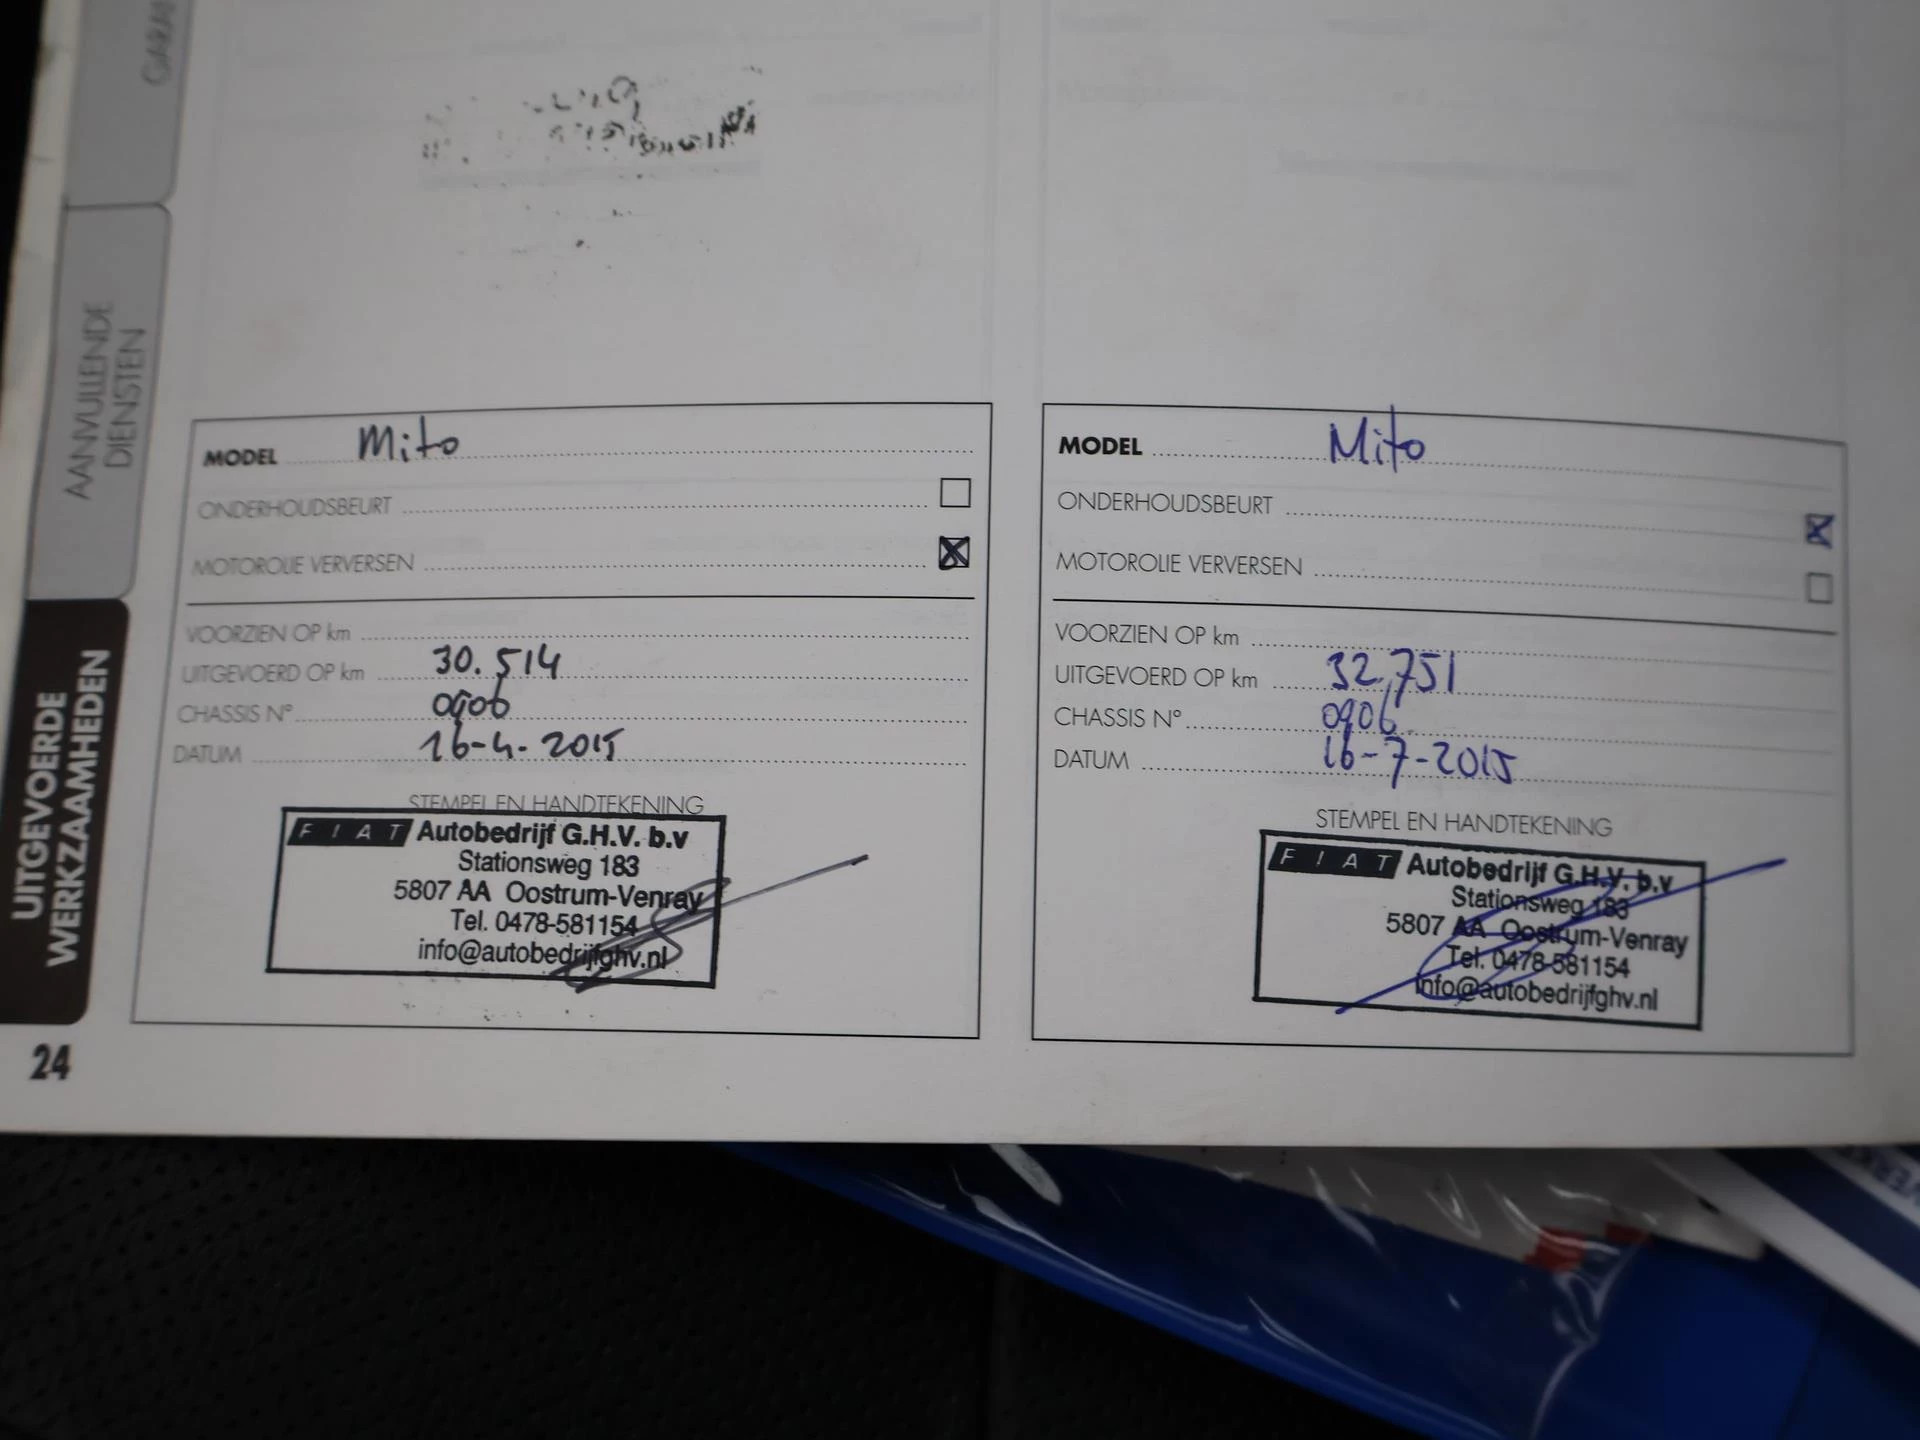 AANVULLENDE
DIENSTEN
UITGEVOERDE
WERKZAAMHEDEN
24
MODEL Mito
ONDERHOUDSBEURT
MOTOROLIE VERVERSEN
VOORZIEN OP km
UITGEVOERD OP km 30.514
CHASSIS N° 0906
DATUM 16-4-2015
STEMPEL EN HANDTEKENING
FIAT Autobedrijf G.H.V. b.v
Stationsweg 183
5807 AA Oostrum-Venray
Tel. 0478-581154
info@autobedrijfghv.nl
MODEL Mito
ONDERHOUDSBEURT
MOTOROLIE VERVERSEN
VOORZIEN OP km
UITGEVOERD OP km 32,751
CHASSIS N° 0906
DATUM 16-7-2015
STEMPEL EN HANDTEKENING
FIAT Autobedrijf G.H.V. b.v
Stationsweg 183
5807 AA Oostrum-Venray
Tel. 0478-581154
info@autobedrijfghv.nl